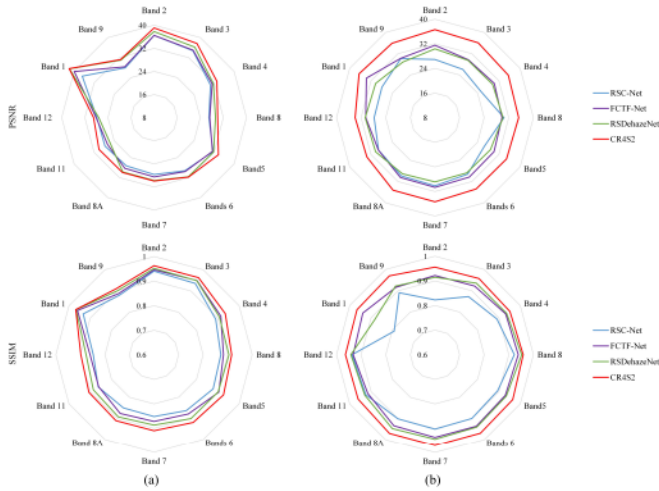 Band 2
40
Band 9
Band 3
32
24
Band 1
Band 4
16
PSNR
Band 12
8
Band 8
Band 11
Band5
Band 8A
Bands 6
Band 7
Band 2
40
Band 9
Band 3
32
24
Band 1
Band 4
16
Band 12
8
Band 8
Band 11
Band5
Band 8A
Bands 6
Band 7
RSC-Net
FCTF-Net
RSDehazeNet
CR4S2
Band 2
1
Band 9
Band 3
0.9
0.8
Band 1
Band 4
0.7
SSIM
Band 12
0.6
Band 8
Band 11
Band5
Band 8A
Bands 6
Band 7
(a)
Band 2
1
Band 9
Band 3
0.9
0.8
Band 1
Band 4
0.7
Band 12
0.6
Band 8
Band 11
Band5
Band 8A
Bands 6
Band 7
(b)
RSC-Net
FCTF-Net
RSDehazeNet
CR4S2